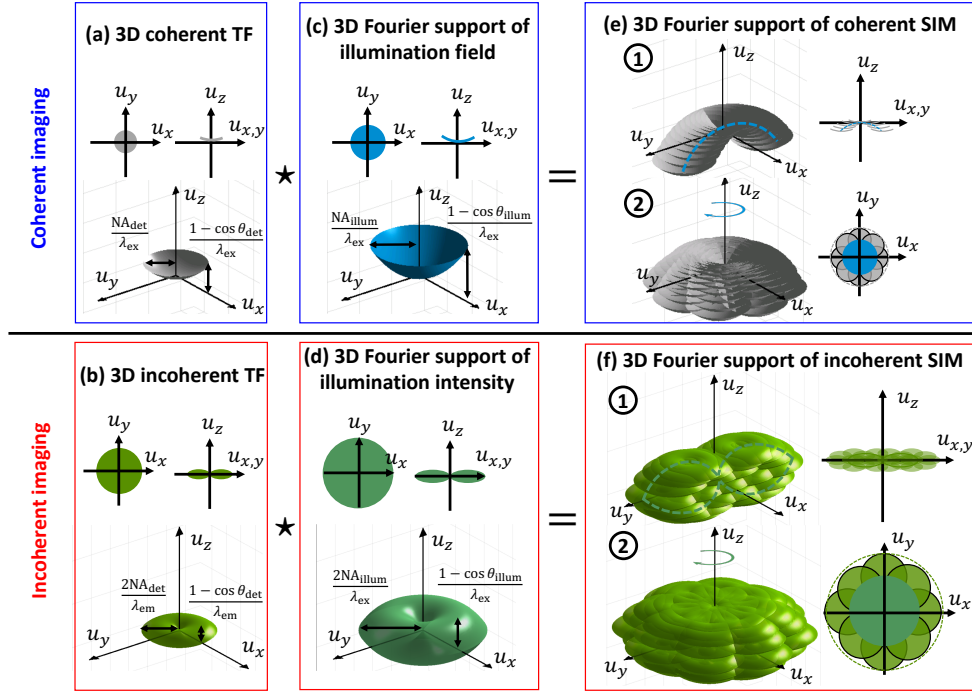 Coherent imaging
(a) 3D coherent TF
u_y
u_x
u_z
u_{x,y}
u_z
NA_det / λ_ex
1 − cos θ_det / λ_ex
u_y
u_x
★
(c) 3D Fourier support of
illumination field
u_y
u_x
u_z
u_{x,y}
u_z
NA_illum / λ_ex
1 − cos θ_illum / λ_ex
u_y
u_x
=
(e) 3D Fourier support of coherent SIM
1
u_z
u_y
u_x
u_z
u_{x,y}
2
u_z
u_y
u_x
u_y
u_x
Incoherent imaging
(b) 3D incoherent TF
u_y
u_x
u_z
u_{x,y}
u_z
2NA_det / λ_em
1 − cos θ_det / λ_em
u_y
u_x
★
(d) 3D Fourier support of
illumination intensity
u_y
u_x
u_z
u_{x,y}
u_z
2NA_illum / λ_ex
1 − cos θ_illum / λ_ex
u_y
u_x
=
(f) 3D Fourier support of incoherent SIM
1
u_z
u_y
u_x
u_z
u_{x,y}
2
u_z
u_y
u_x
u_y
u_x